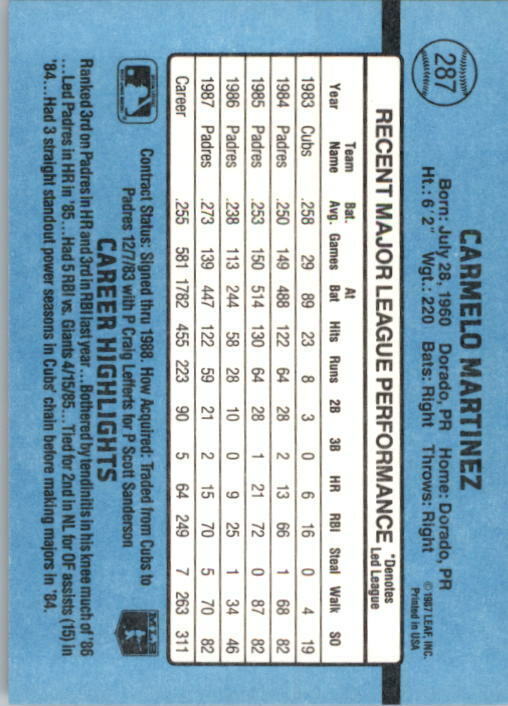 287
CARMELO MARTINEZ
Born: July 28, 1960 Dorado, PR Home: Dorado, PR
Ht.: 6' 2" Wgt.: 220 Bats: Right Throws: Right
© 1987 LEAF, INC.
Printed in USA
RECENT MAJOR LEAGUE PERFORMANCE
*Denotes
Led League
Year Team Name Bat. Avg. Games At Bat Hits Runs 2B 3B HR RBI Steal Walk SO
1983 Cubs .258 29 89 23 8 3 0 6 16 0 4 19
1984 Padres .250 149 488 122 64 28 2 13 66 1 68 82
1985 Padres .253 150 514 130 64 28 1 21 72 0 87 82
1986 Padres .238 113 244 58 28 10 0 9 25 1 34 46
1987 Padres .273 139 447 122 59 21 2 15 70 5 70 82
Career .255 581 1782 455 223 90 5 64 249 7 263 311
Contract Status: Signed thru 1988. How Acquired: Traded from Cubs to
Padres 12/7/83 with P Craig Lefferts for P Scott Sanderson
MLB
CAREER HIGHLIGHTS
Ranked 3rd on Padres in HR and 3rd in RBI last year...Bothered by tendinitis in his knee much of '86
...Led Padres in HR in '85...Had 5 RBI vs. Giants 4/15/85...Tied for 2nd in NL for OF assists (15) in
'84...Had 3 straight standout power seasons in Cubs' chain before making majors in '84.